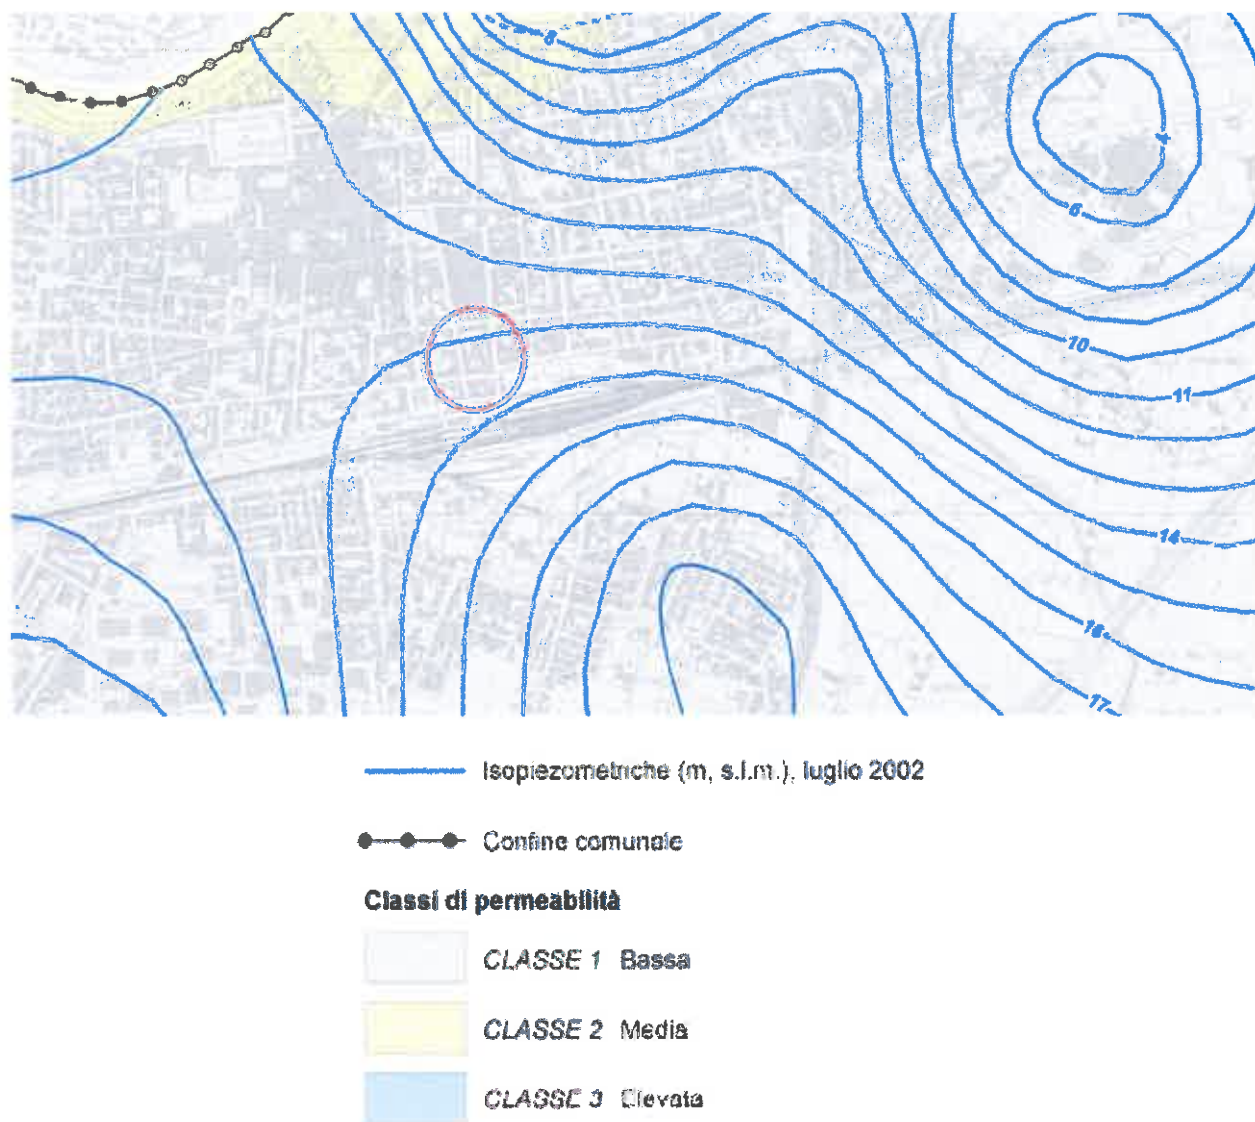 8
4
6
10
11
14
16
17
Isopiezometriche (m, s.l.m.), luglio 2002
Confine comunale
Classi di permeabilità
CLASSE 1 Bassa
CLASSE 2 Media
CLASSE 3 Elevata